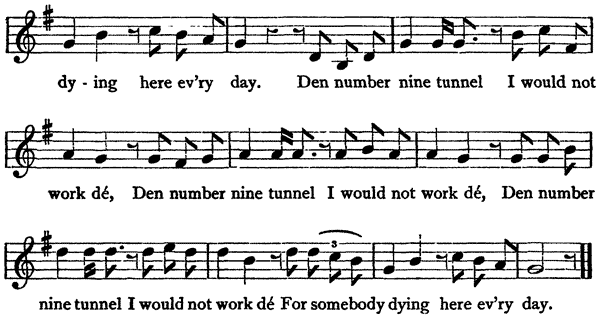 dy - ing here ev'ry day. Den number nine tunnel I would not
work dé, Den number nine tunnel I would not work dé, Den number
3
nine tunnel I would not work dé For somebody dying here ev'ry day.